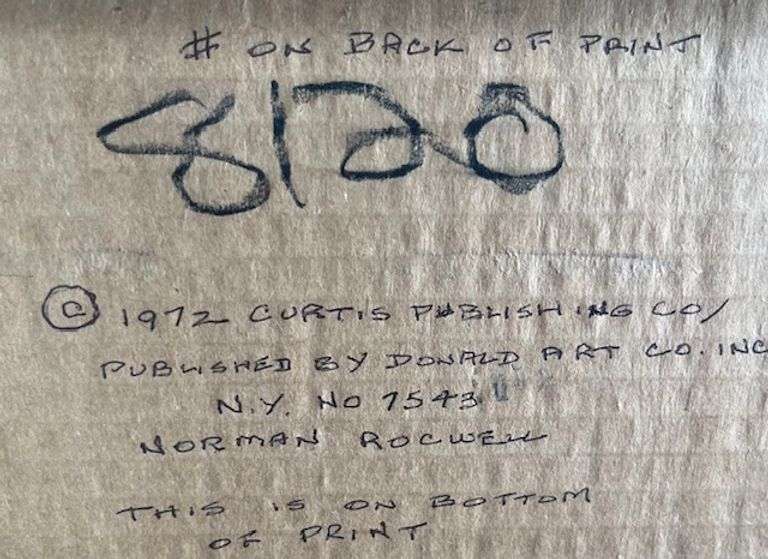 # ON BACK OF PRINT
8120
© 1972 CURTIS PUBLISHING CO/
PUBLISHED BY DONALD ART CO. INC
N.Y. NO 7543
NORMAN ROCWELL
THIS IS ON BOTTOM
OF PRINT